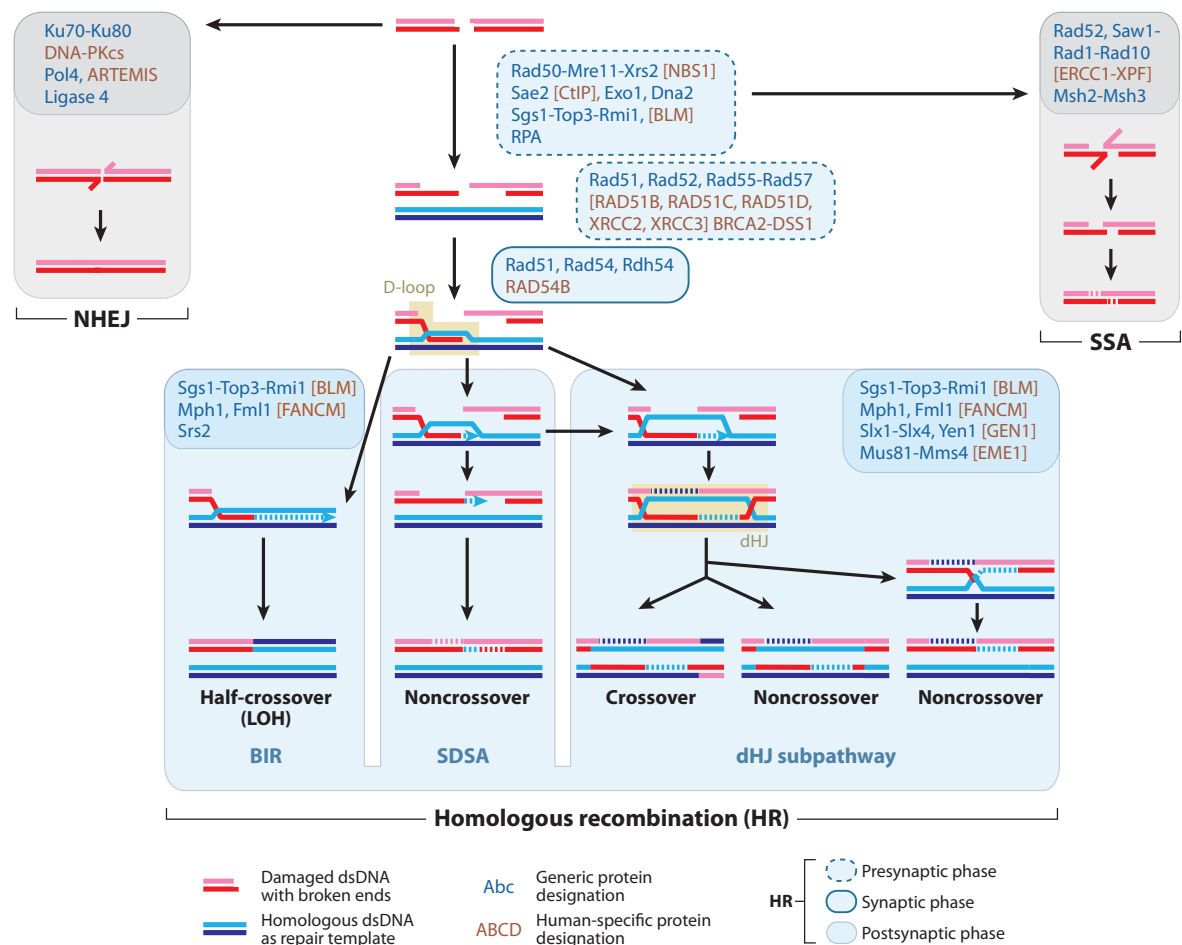 Ku70-Ku80
DNA-PKcs
Pol4, ARTEMIS
Ligase 4
NHEJ
Rad50-Mre11-Xrs2 [NBS1]
Sae2 [CtIP], Exo1, Dna2
Sgs1-Top3-Rmi1, [BLM]
RPA
Rad52, Saw1-
Rad1-Rad10
[ERCC1-XPF]
Msh2-Msh3
SSA
Rad51, Rad52, Rad55-Rad57
[RAD51B, RAD51C, RAD51D,
XRCC2, XRCC3] BRCA2-DSS1
Rad51, Rad54, Rdh54
RAD54B
D-loop
Sgs1-Top3-Rmi1 [BLM]
Mph1, Fml1 [FANCM]
Srs2
Sgs1-Top3-Rmi1 [BLM]
Mph1, Fml1 [FANCM]
Slx1-Slx4, Yen1 [GEN1]
Mus81-Mms4 [EME1]
dHJ
Half-crossover
(LOH)
Noncrossover
Crossover
Noncrossover
Noncrossover
BIR
SDSA
dHJ subpathway
Homologous recombination (HR)
Damaged dsDNA
with broken ends
Homologous dsDNA
as repair template
Abc
Generic protein
designation
ABCD
Human-specific protein
designation
HR
Presynaptic phase
Synaptic phase
Postsynaptic phase